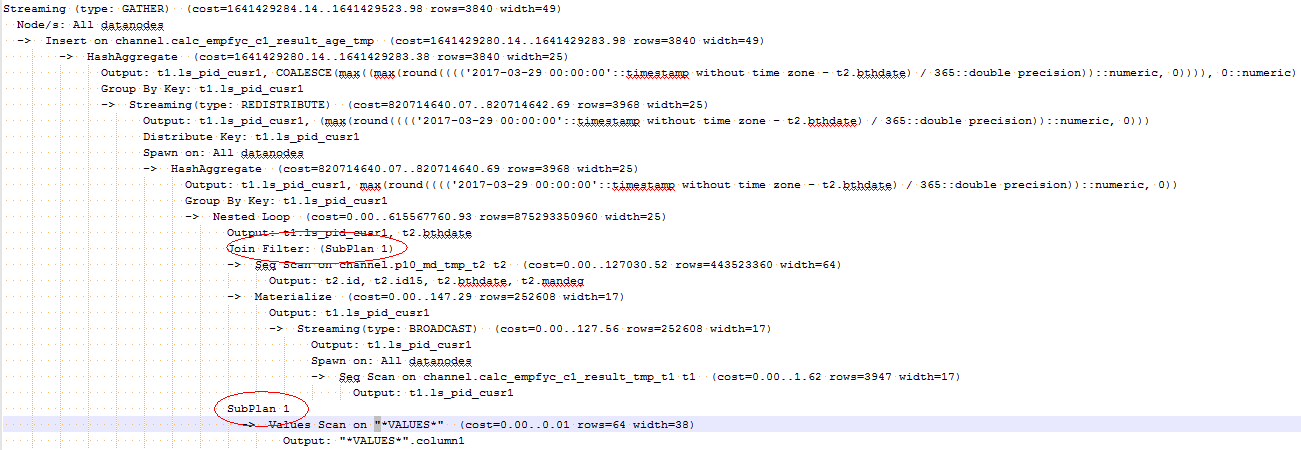 Streaming (type: GATHER) (cost=1641429284.14..1641429523.98 rows=3840 width=49)
Node/s: All datanodes
-> Insert on channel.calc_empfyc_c1_result_age_tmp (cost=1641429280.14..1641429283.98 rows=3840 width=49)
-> HashAggregate (cost=1641429280.14..1641429283.38 rows=3840 width=25)
Output: t1.ls_pid_cusr1, COALESCE(max((max(round((((('2017-03-29 00:00:00'::timestamp without time zone - t2.bthdate) / 365::double precision))::numeric, 0)))), 0::numeric)
Group By Key: t1.ls_pid_cusr1
-> Streaming(type: REDISTRIBUTE) (cost=820714640.07..820714642.69 rows=3968 width=25)
Output: t1.ls_pid_cusr1, (max(round(((('2017-03-29 00:00:00'::timestamp without time zone - t2.bthdate) / 365::double precision))::numeric, 0)))
Distribute Key: t1.ls_pid_cusr1
Spawn on: All datanodes
-> HashAggregate (cost=820714640.07..820714640.69 rows=3968 width=25)
Output: t1.ls_pid_cusr1, max(round(((('2017-03-29 00:00:00'::timestamp without time zone - t2.bthdate) / 365::double precision))::numeric, 0))
Group By Key: t1.ls_pid_cusr1
-> Nested Loop (cost=0.00..615567760.93 rows=875293350960 width=25)
Output: t1.ls_pid_cusr1, t2.bthdate
Join Filter: (SubPlan 1)
-> Seq Scan on channel.p10_md_tmp_t2 t2 (cost=0.00..127030.52 rows=443523360 width=64)
Output: t2.id, t2.id15, t2.bthdate, t2.mandeg
-> Materialize (cost=0.00..147.29 rows=252608 width=17)
Output: t1.ls_pid_cusr1
-> Streaming(type: BROADCAST) (cost=0.00..127.56 rows=252608 width=17)
Output: t1.ls_pid_cusr1
Spawn on: All datanodes
-> Seq Scan on channel.calc_empfyc_c1_result_tmp_t1 t1 (cost=0.00..1.62 rows=3947 width=17)
Output: t1.ls_pid_cusr1
SubPlan 1
-> Values Scan on "*VALUES*" (cost=0.00..0.01 rows=64 width=38)
Output: "*VALUES*".column1